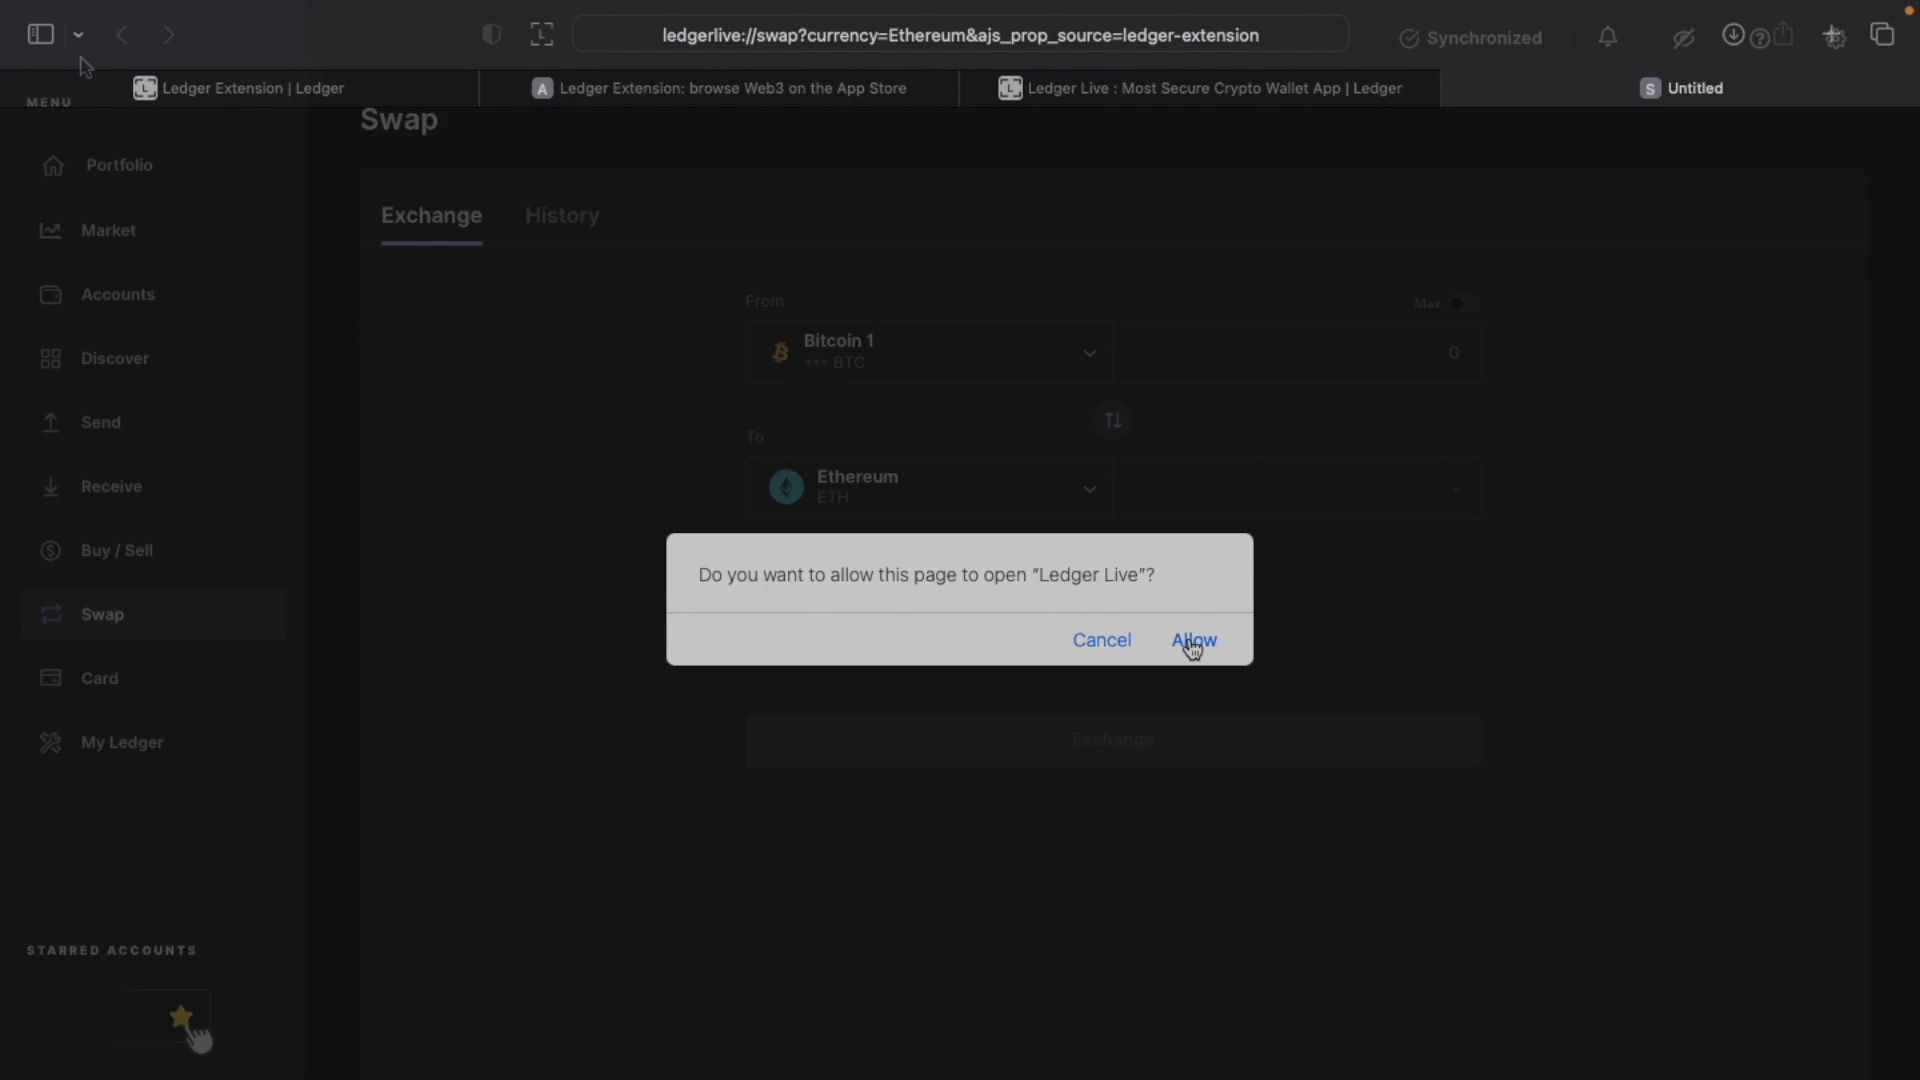 ledgerlive://swap?currency=Ethereum&ajs_prop_source=ledger-extension
Synchronized
Ledger Extension | Ledger
A Ledger Extension: browse Web3 on the App Store
Ledger Live : Most Secure Crypto Wallet App | Ledger
S Untitled
MENU
Portfolio
Market
Accounts
Discover
Send
Receive
Buy / Sell
Swap
Card
My Ledger
STARRED ACCOUNTS
Swap
Exchange
History
From
Max
Bitcoin 1
*** BTC
0
To
Ethereum
ETH
-
Do you want to allow this page to open “Ledger Live”?
Cancel
Allow
Exchange